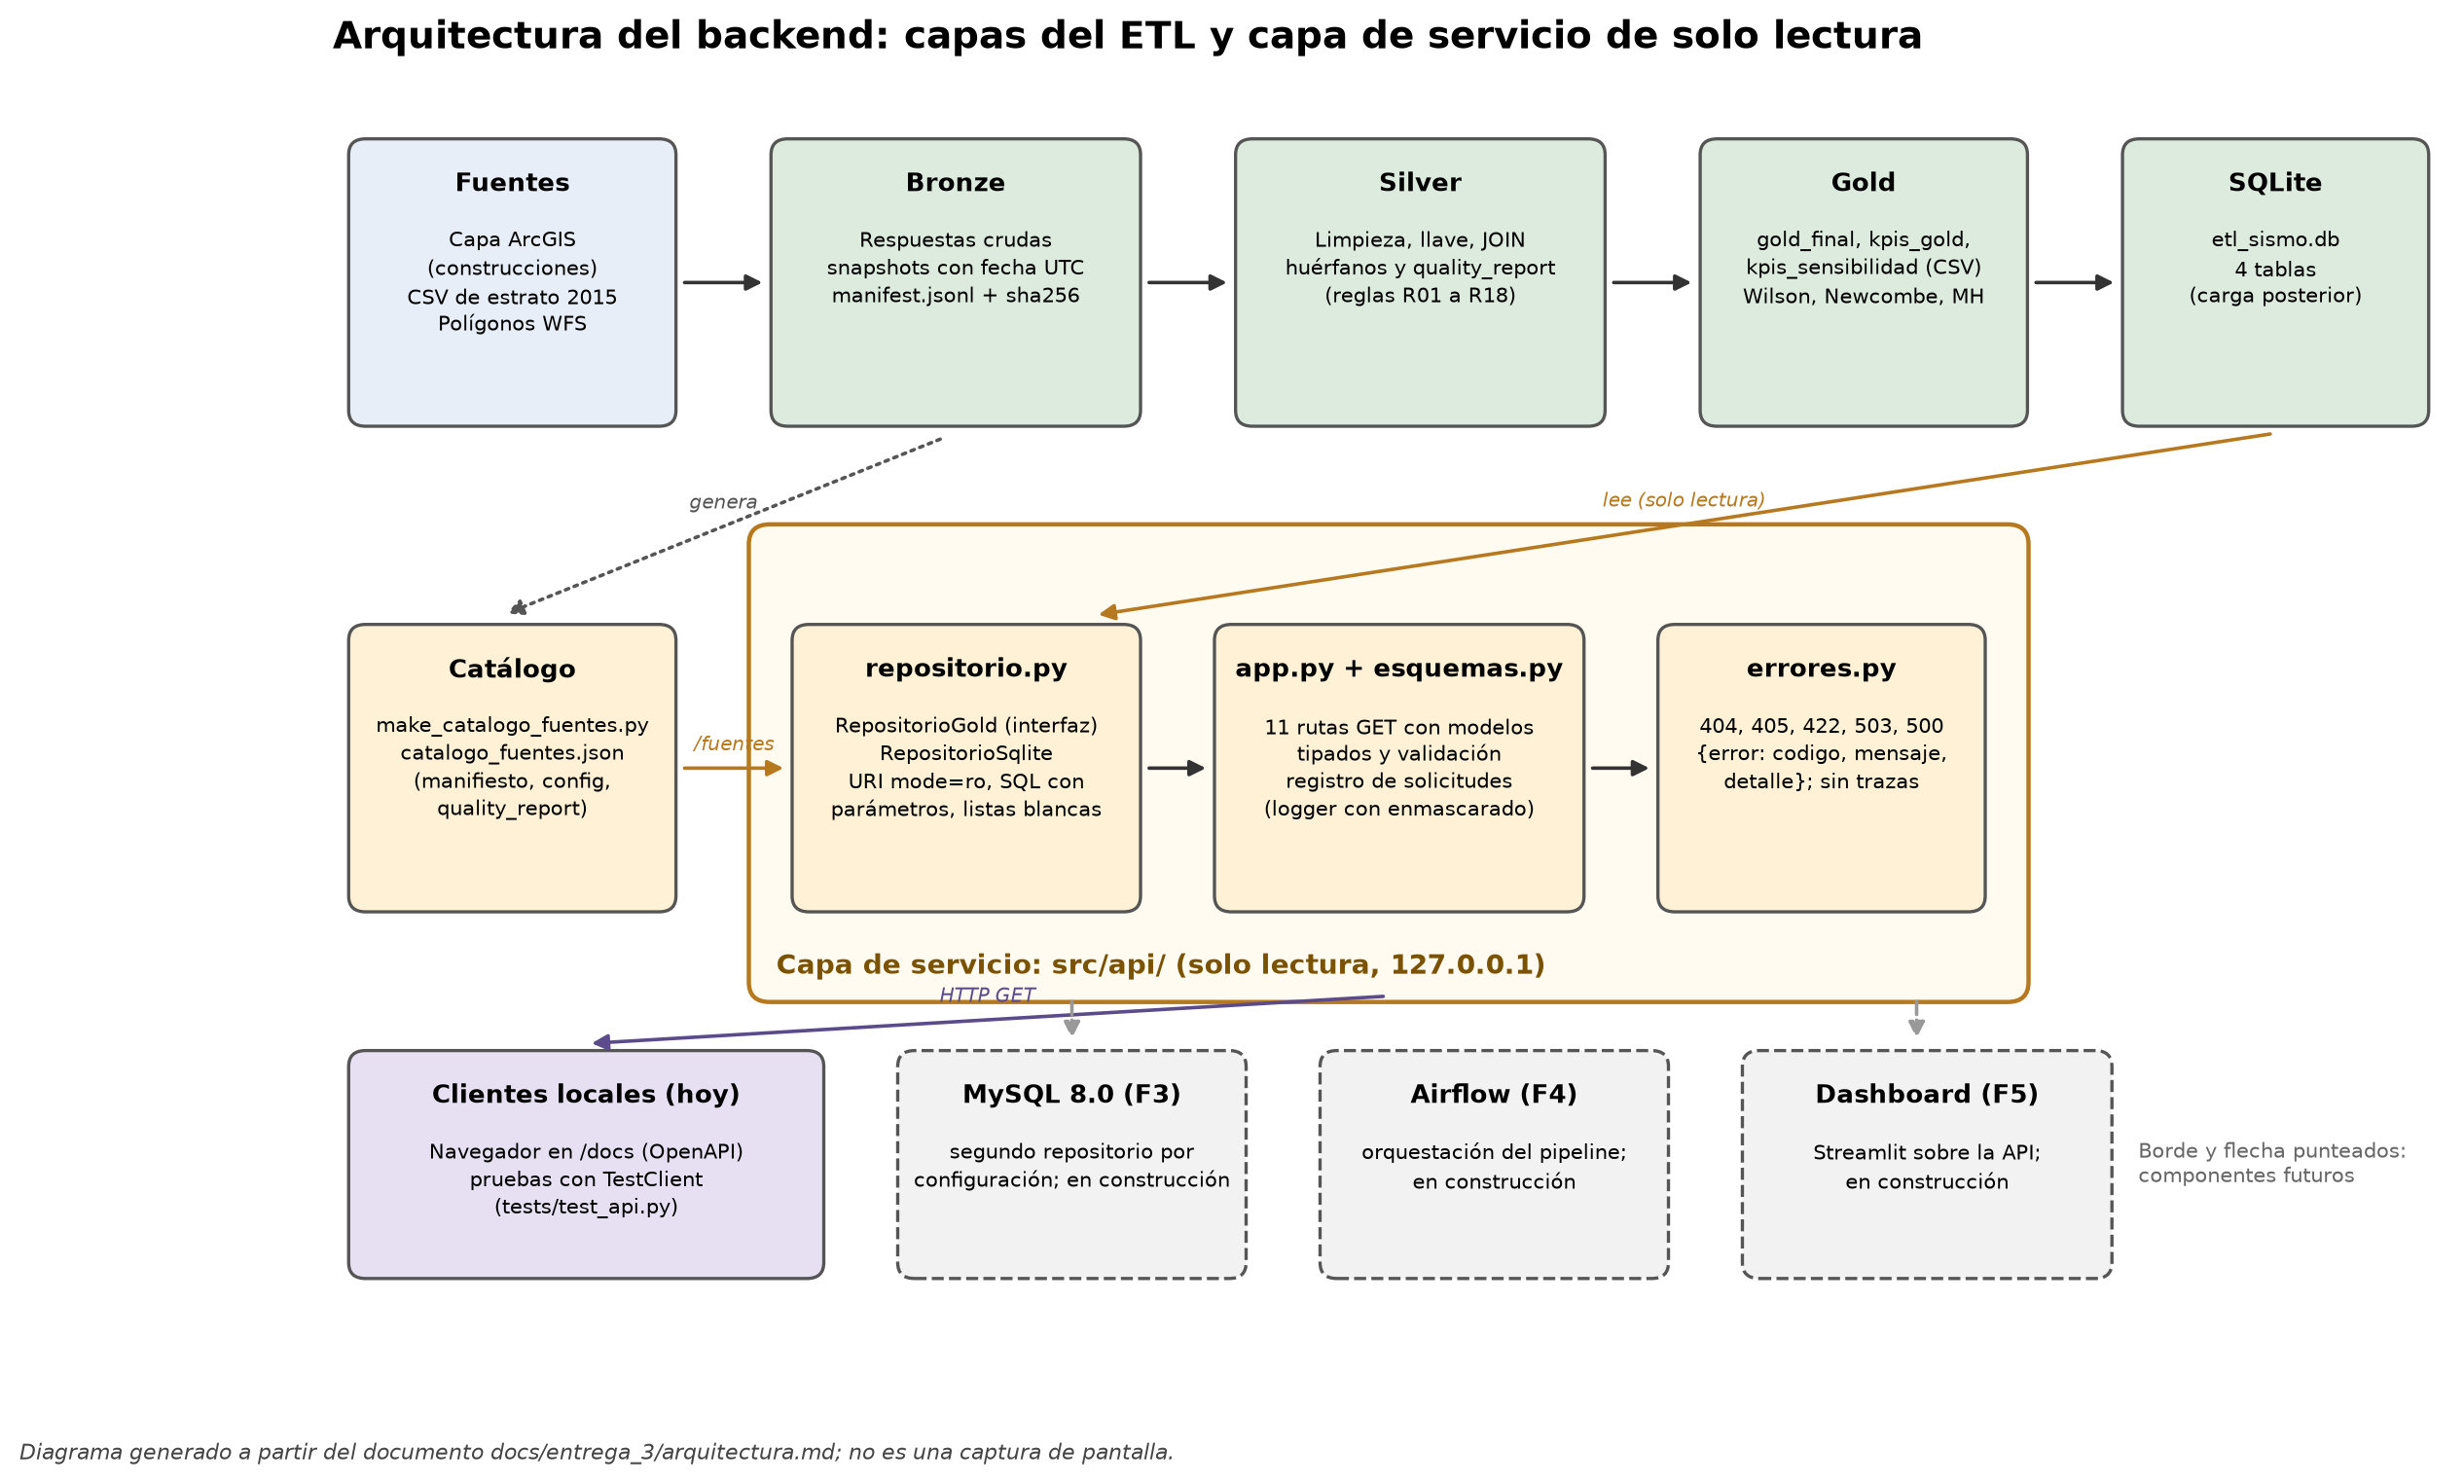 Arquitectura del backend: capas del ETL y capa de servicio de solo lectura
Fuentes
Capa ArcGIS
(construcciones)
CSV de estrato 2015
Polígonos WFS
Bronze
Respuestas crudas
snapshots con fecha UTC
manifest.jsonl + sha256
Silver
Limpieza, llave, JOIN
huérfanos y quality_report
(reglas R01 a R18)
Gold
gold_final, kpis_gold,
kpis_sensibilidad (CSV)
Wilson, Newcombe, MH
SQLite
etl_sismo.db
4 tablas
(carga posterior)
genera
lee (solo lectura)
Catálogo
make_catalogo_fuentes.py
catalogo_fuentes.json
(manifiesto, config,
quality_report)
/fuentes
repositorio.py
RepositorioGold (interfaz)
RepositorioSqlite
URI mode=ro, SQL con
parámetros, listas blancas
app.py + esquemas.py
11 rutas GET con modelos
tipados y validación
registro de solicitudes
(logger con enmascarado)
errores.py
404, 405, 422, 503, 500
{error: codigo, mensaje,
detalle}; sin trazas
Capa de servicio: src/api/ (solo lectura, 127.0.0.1)
HTTP GET
Clientes locales (hoy)
Navegador en /docs (OpenAPI)
pruebas con TestClient
(tests/test_api.py)
MySQL 8.0 (F3)
segundo repositorio por
configuración; en construcción
Airflow (F4)
orquestación del pipeline;
en construcción
Dashboard (F5)
Streamlit sobre la API;
en construcción
Borde y flecha punteados:
componentes futuros
Diagrama generado a partir del documento docs/entrega_3/arquitectura.md; no es una captura de pantalla.